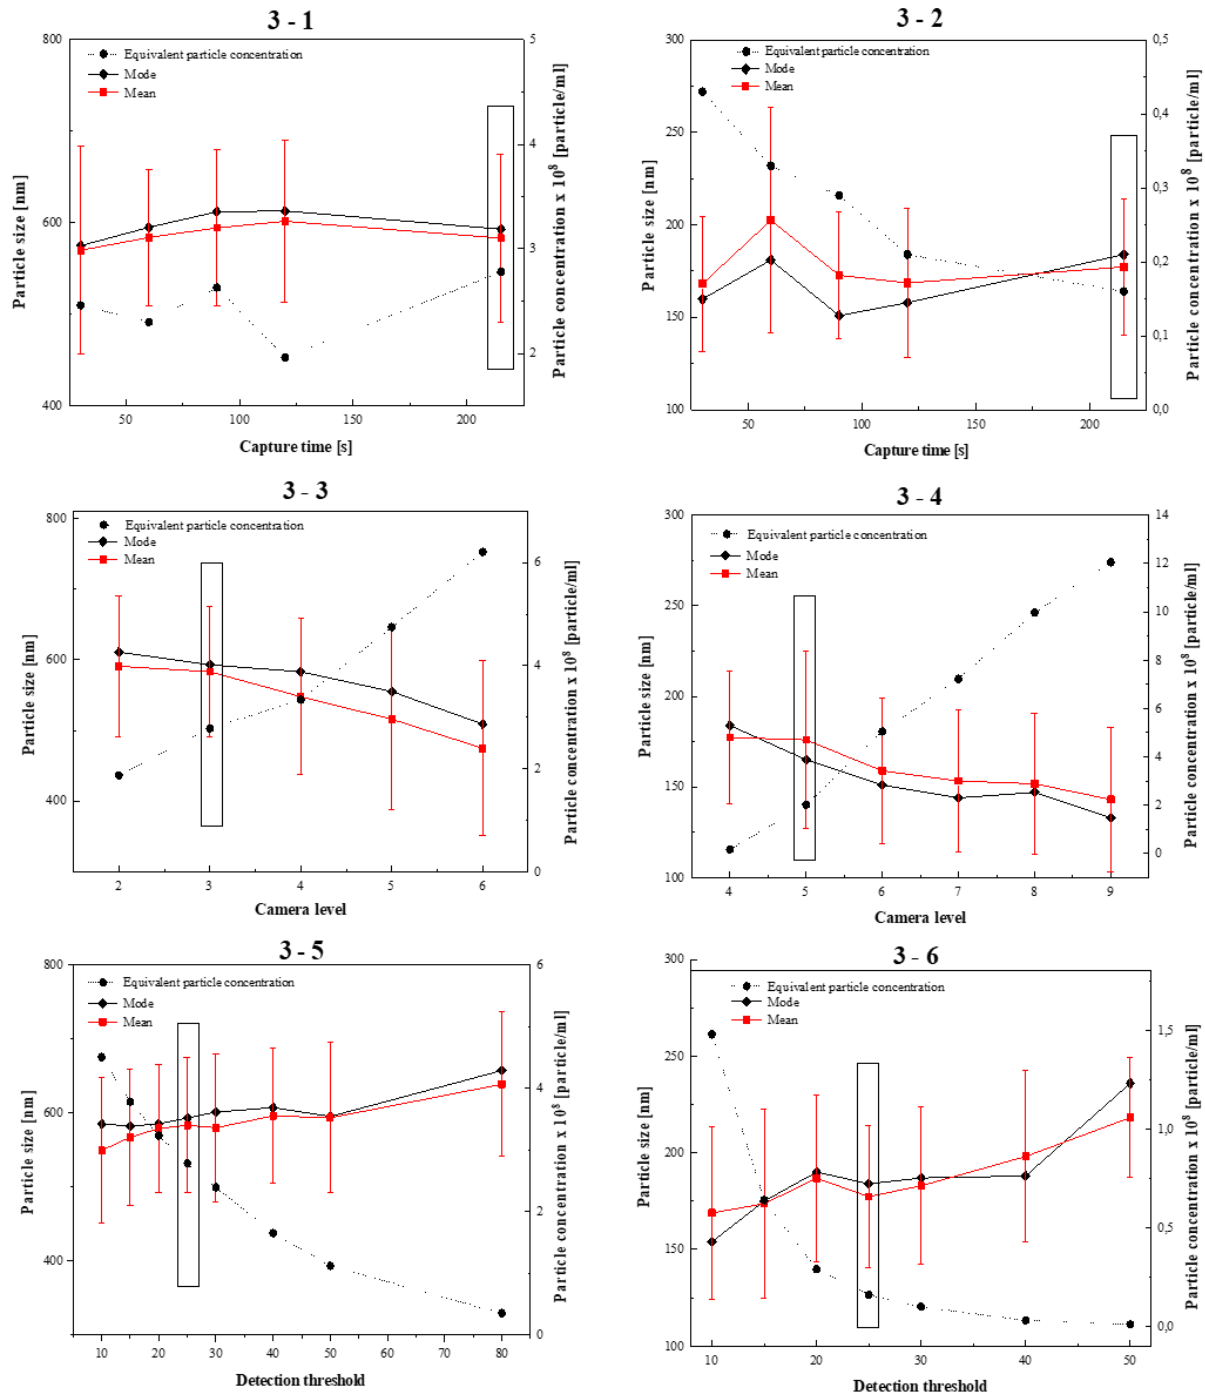 3 - 1
800
600
400
Particle size [nm]
Equivalent particle concentration
Mode
Mean
5
4
3
2
Particle concentration x 10⁸ [particle/ml]
50
100
150
200
Capture time [s]
3 - 2
300
250
200
150
100
Particle size [nm]
Equivalent particle concentration
Mode
Mean
0,5
0,4
0,3
0,2
0,1
0,0
Particle concentration x 10⁸ [particle/ml]
50
100
150
200
Capture time [s]
3 - 3
800
600
400
Particle size [nm]
Equivalent particle concentration
Mode
Mean
6
4
2
0
Particle concentration x 10⁸ [particle/ml]
2
3
4
5
6
Camera level
3 - 4
300
250
200
150
100
Particle size [nm]
Equivalent particle concentration
Mode
Mean
14
12
10
8
6
4
2
0
Particle concentration x 10⁸ [particle/ml]
4
5
6
7
8
9
Camera level
3 - 5
800
600
400
Particle size [nm]
Equivalent particle concentration
Mode
Mean
6
4
2
0
Particle concentration x 10⁸ [particle/ml]
10
20
30
40
50
60
70
80
Detection threshold
3 - 6
300
250
200
150
100
Particle size [nm]
Equivalent particle concentration
Mode
Mean
1,5
1,0
0,5
0,0
Particle concentration x 10⁸ [particle/ml]
10
20
30
40
50
Detection threshold